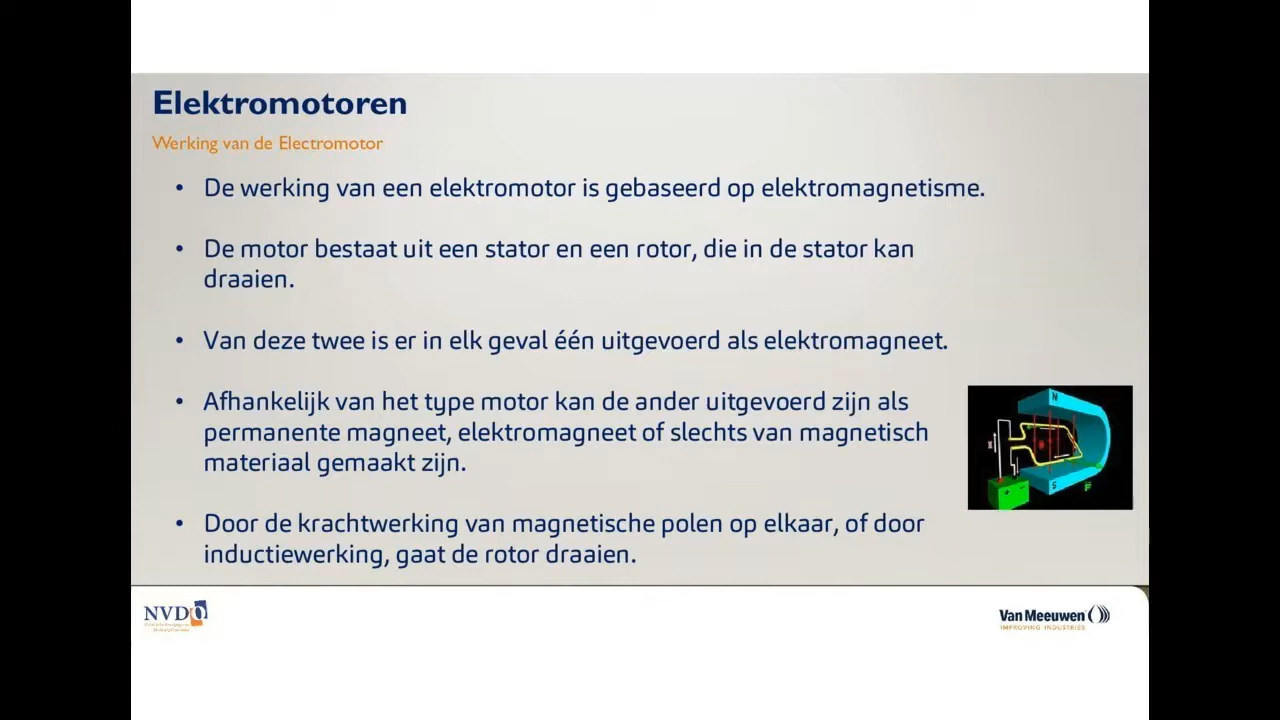 Elektromotoren
Werking van de Electromotor
• De werking van een elektromotor is gebaseerd op elektromagnetisme.
• De motor bestaat uit een stator en een rotor, die in de stator kan
draaien.
• Van deze twee is er in elk geval één uitgevoerd als elektromagneet.
• Afhankelijk van het type motor kan de ander uitgevoerd zijn als
permanente magneet, elektromagneet of slechts van magnetisch
materiaal gemaakt zijn.
N
S
F
• Door de krachtwerking van magnetische polen op elkaar, of door
inductiewerking, gaat de rotor draaien.
NVDO
Van Meeuwen
IMPROVING INDUSTRIES